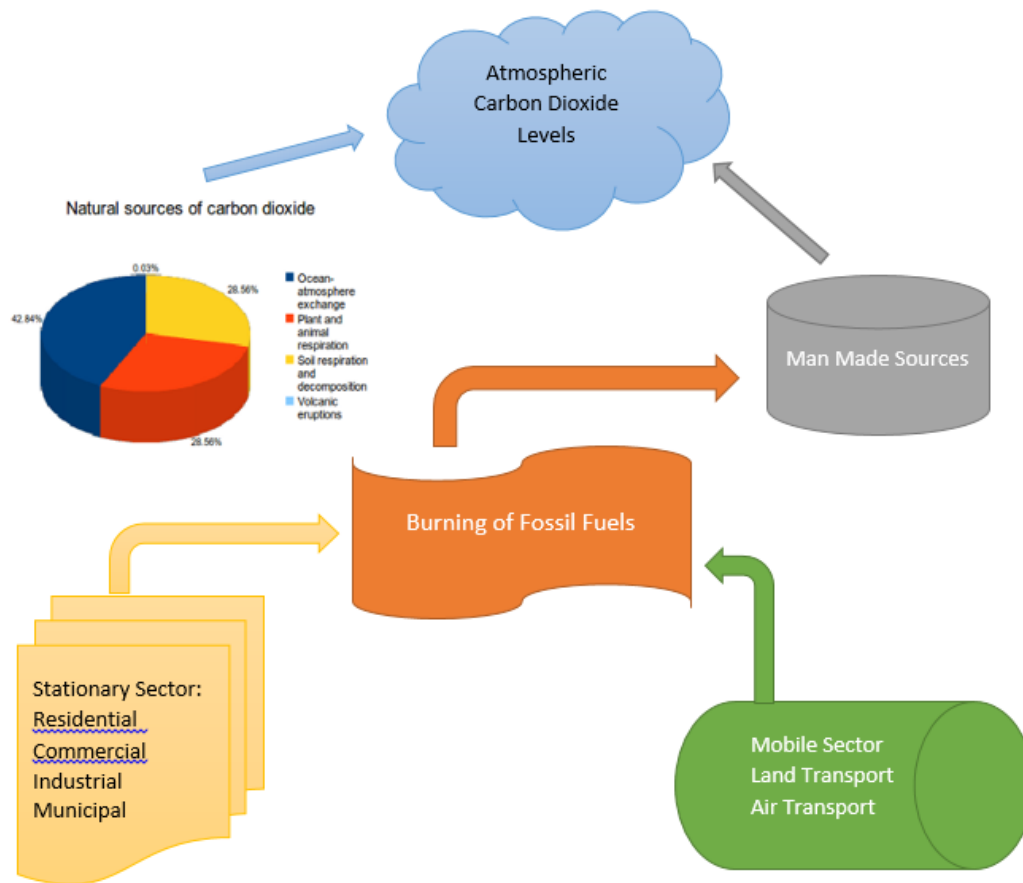 Atmospheric
Carbon Dioxide
Levels
Natural sources of carbon dioxide
0.03%
28.56%
42.84%
28.56%
Ocean-
atmosphere
exchange
Plant and
animal
respiration
Soil respiration
and
decomposition
Volcanic
eruptions
Man Made Sources
Burning of Fossil Fuels
Stationary Sector:
Residential
Commercial
Industrial
Municipal
Mobile Sector
Land Transport
Air Transport